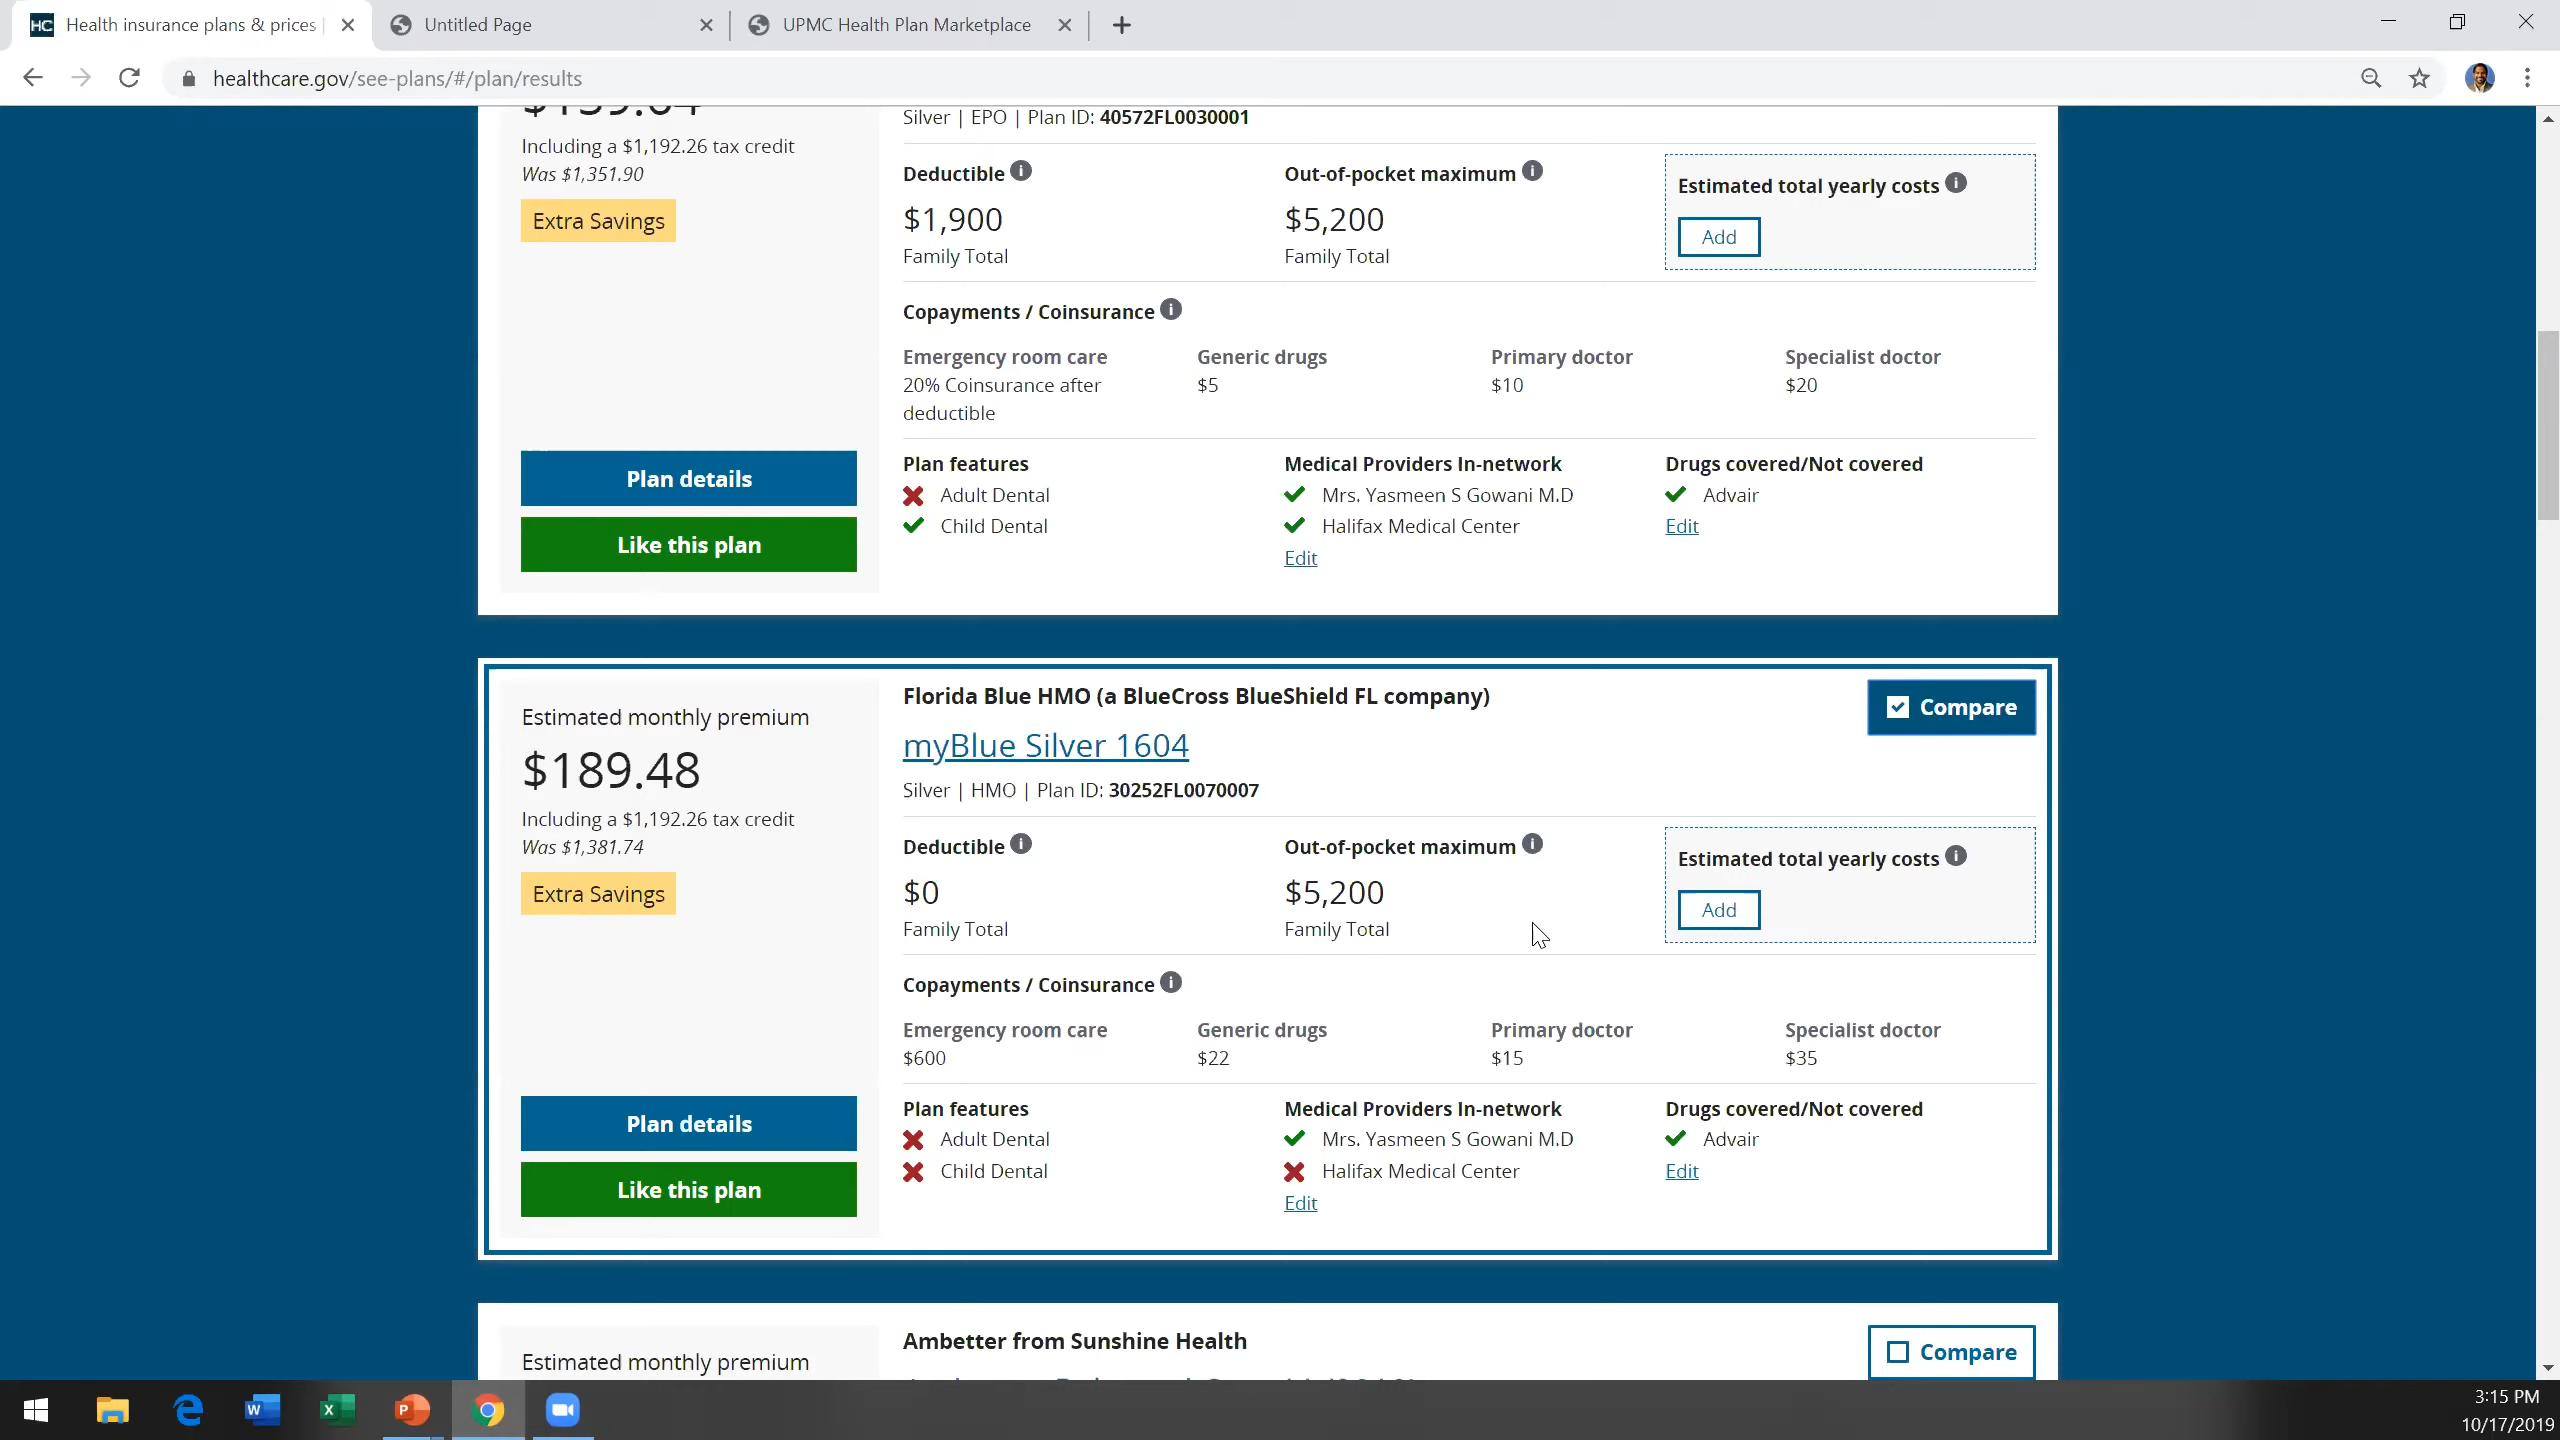 HC Health insurance plans & prices
Untitled Page
UPMC Health Plan Marketplace
healthcare.gov/see-plans/#/plan/results
Silver | EPO | Plan ID: 40572FL0030001
Including a $1,192.26 tax credit
Was $1,351.90
Extra Savings
Deductible
$1,900
Family Total
Out-of-pocket maximum
$5,200
Family Total
Estimated total yearly costs
Add
Copayments / Coinsurance
Emergency room care
20% Coinsurance after
deductible
Generic drugs
$5
Primary doctor
$10
Specialist doctor
$20
Plan details
Like this plan
Plan features
Adult Dental
Child Dental
Medical Providers In-network
Mrs. Yasmeen S Gowani M.D
Halifax Medical Center
Edit
Drugs covered/Not covered
Advair
Edit
Estimated monthly premium
$189.48
Including a $1,192.26 tax credit
Was $1,381.74
Extra Savings
Florida Blue HMO (a BlueCross BlueShield FL company)
Compare
myBlue Silver 1604
Silver | HMO | Plan ID: 30252FL0070007
Deductible
$0
Family Total
Out-of-pocket maximum
$5,200
Family Total
Estimated total yearly costs
Add
Copayments / Coinsurance
Emergency room care
$600
Generic drugs
$22
Primary doctor
$15
Specialist doctor
$35
Plan details
Like this plan
Plan features
Adult Dental
Child Dental
Medical Providers In-network
Mrs. Yasmeen S Gowani M.D
Halifax Medical Center
Edit
Drugs covered/Not covered
Advair
Edit
Estimated monthly premium
Ambetter from Sunshine Health
Compare
3:15 PM
10/17/2019